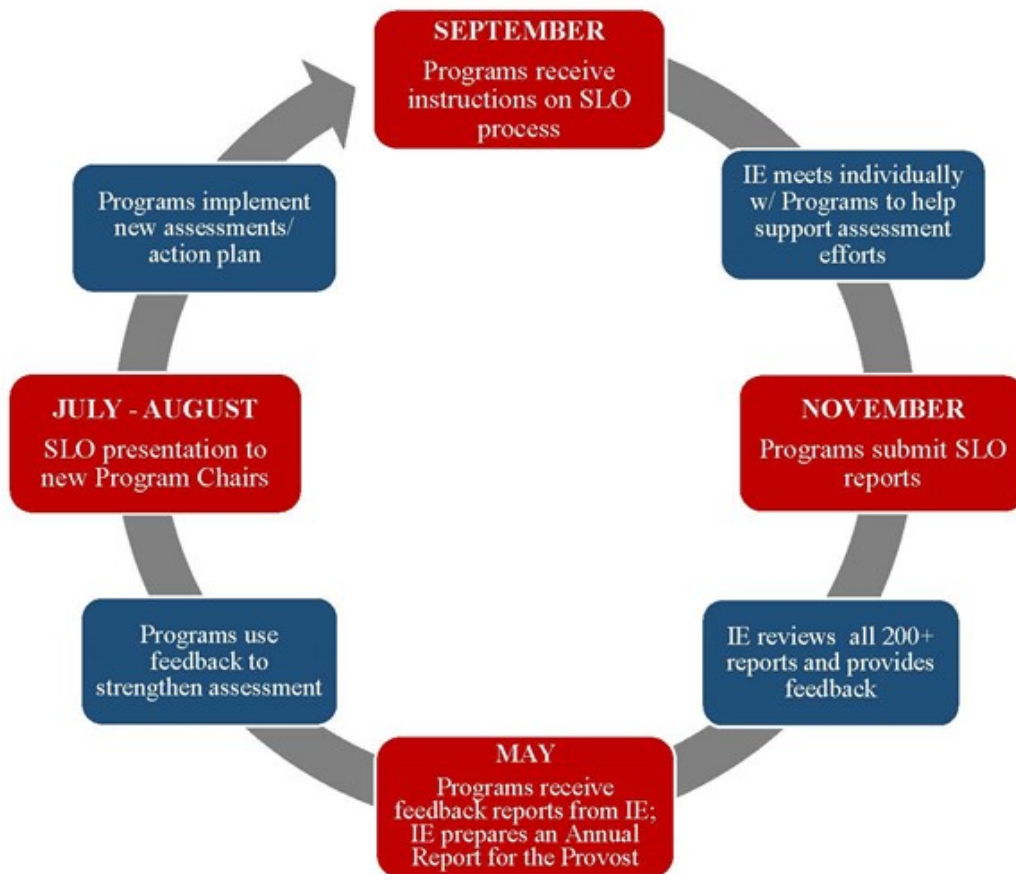 SEPTEMBER
Programs receive
instructions on SLO
process
IE meets individually
w/ Programs to help
support assessment
efforts
NOVEMBER
Programs submit SLO
reports
IE reviews all 200+
reports and provides
feedback
MAY
Programs receive
feedback reports from IE;
IE prepares an Annual
Report for the Provost
Programs use
feedback to
strengthen assessment
JULY - AUGUST
SLO presentation to
new Program Chairs
Programs implement
new assessments/
action plan